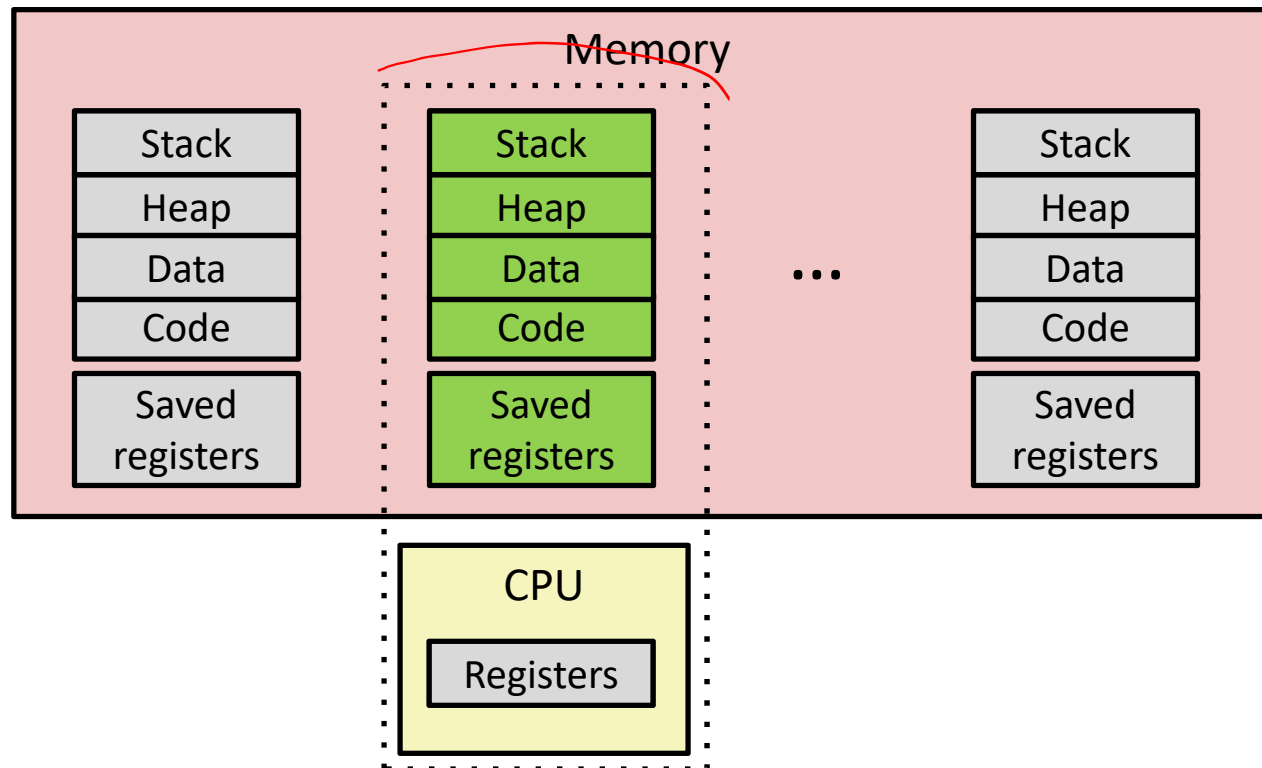 Memory
Stack
Heap
Data
Code
Saved
registers
Stack
Heap
Data
Code
Saved
registers
...
Stack
Heap
Data
Code
Saved
registers
CPU
Registers